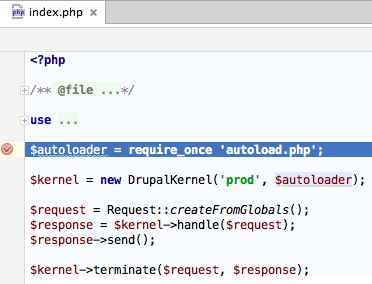 php index.php ×
<?php
/** @file ...*/
use ...
$autoloader = require_once 'autoload.php';
$kernel = new DrupalKernel('prod', $autoloader);
$request = Request::createFromGlobals();
$response = $kernel->handle($request);
$response->send();
$kernel->terminate($request, $response);